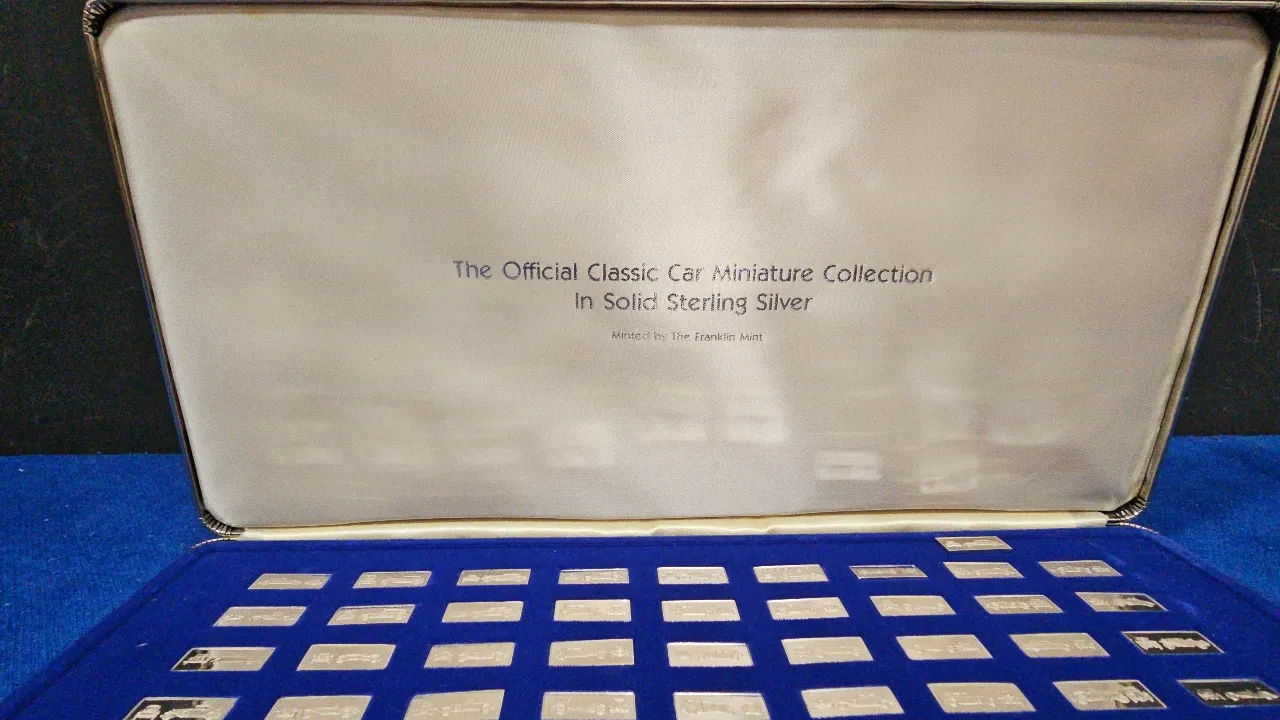 The Official Classic Car Miniature Collection
In Solid Sterling Silver
Minted by The Franklin Mint